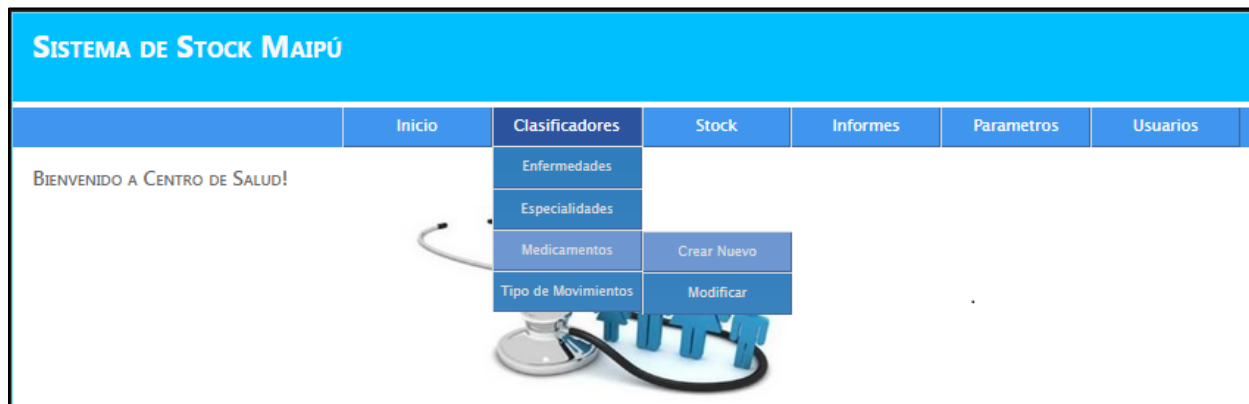 SISTEMA DE STOCK MAIPÚ
Inicio Clasificadores Stock Informes Parametros Usuarios
BIENVENIDO A CENTRO DE SALUD!
Enfermedades
Especialidades
Medicamentos Crear Nuevo
Tipo de Movimientos Modificar
.